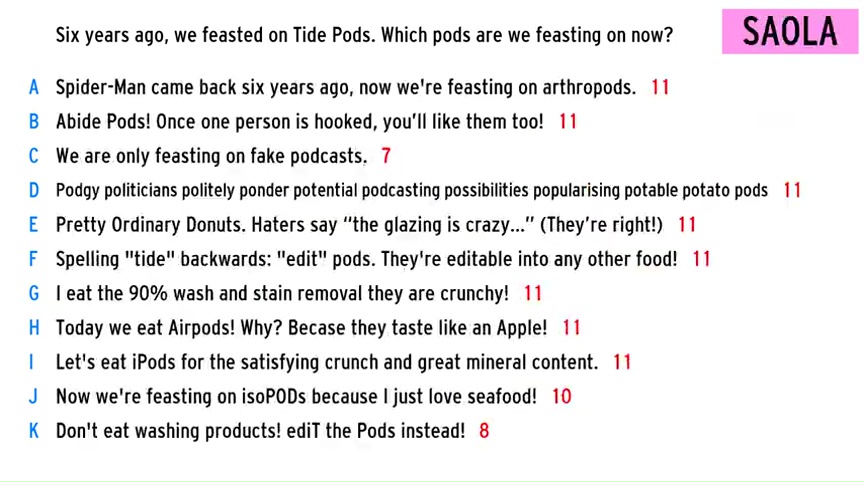 Six years ago, we feasted on Tide Pods. Which pods are we feasting on now?
SAOLA
A Spider-Man came back six years ago, now we're feasting on arthropods. 11
B Abide Pods! Once one person is hooked, you'll like them too! 11
C We are only feasting on fake podcasts. 7
D Podgy politicians politely ponder potential podcasting possibilities popularising potable potato pods 11
E Pretty Ordinary Donuts. Haters say “the glazing is crazy...” (They're right!) 11
F Spelling "tide" backwards: "edit" pods. They're editable into any other food! 11
G I eat the 90% wash and stain removal they are crunchy! 11
H Today we eat Airpods! Why? Becase they taste like an Apple! 11
I Let's eat iPods for the satisfying crunch and great mineral content. 11
J Now we're feasting on isoPODs because I just love seafood! 10
K Don't eat washing products! ediT the Pods instead! 8